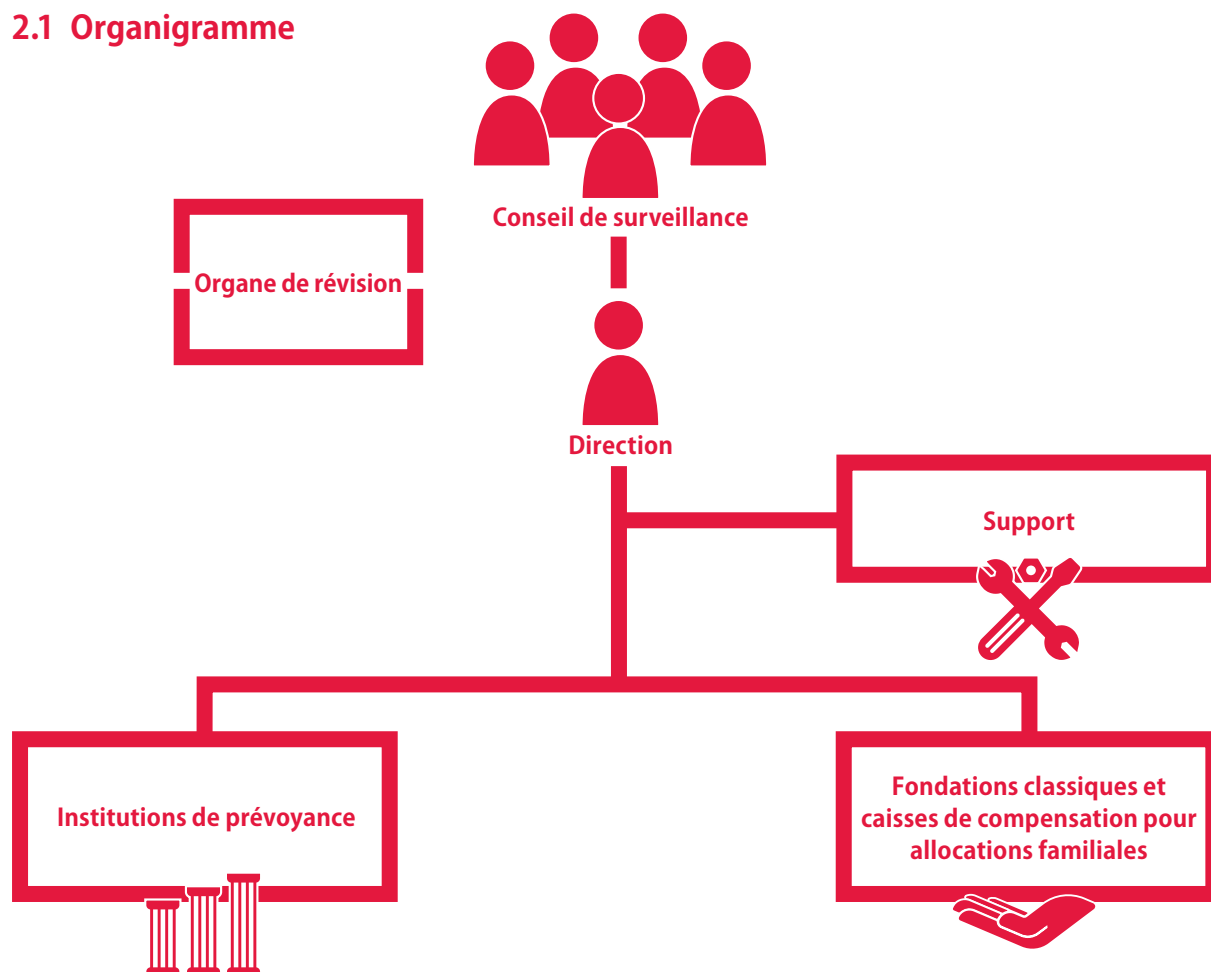 2.1 Organigramme
Conseil de surveillance
Organe de révision
Direction
Support
Institutions de prévoyance
Fondations classiques et
caisses de compensation pour
allocations familiales